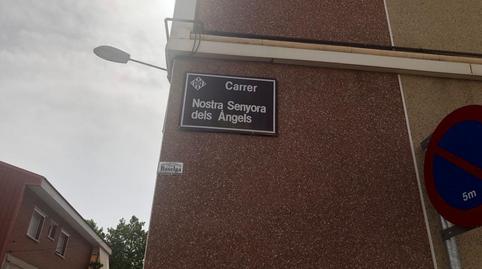 Carrer
Nostra Senyora
dels Àngels
5m